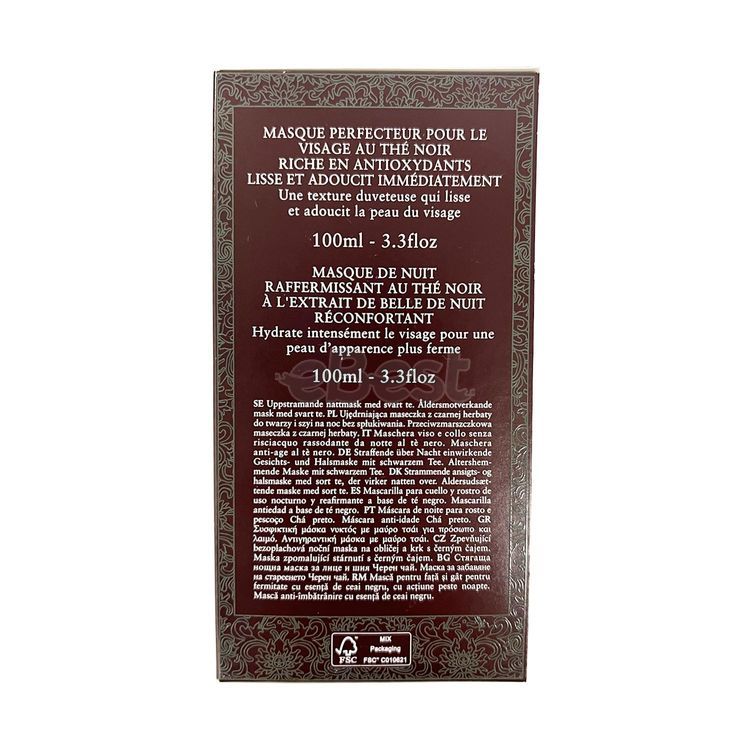 MASQUE PERFECTEUR POUR LE
VISAGE AU THÉ NOIR
RICHE EN ANTIOXYDANTS
LISSE ET ADOUCIT IMMÉDIATEMENT
Une texture duveteuse qui lisse
et adoucit la peau du visage
100ml - 3.3floz
MASQUE DE NUIT
RAFFERMISSANT AU THÉ NOIR
À L'EXTRAIT DE BELLE DE NUIT
RÉCONFORTANT
Hydrate intensément le visage pour une
peau d'apparence plus ferme
eBest
100ml - 3.3floz
SE Uppstramande nattmask med svart te. Åldersmotverkande
mask med svart te. PL Ujędrniająca maseczka z czarnej herbaty
do twarzy i szyi na noc bez spłukiwania. Przeciwzmarszczkowa
maseczka z czarnej herbaty. IT Maschera viso e collo senza
risciacquo rassodante da notte al tè nero. Maschera
anti-age al tè nero. DE Straffende über Nacht einwirkende
Gesichts- und Halsmaske mit schwarzem Tee. Altershem-
mende Maske mit schwarzem Tee. DK Strammende ansigts- og
halsmaske med sort te, der virker natten over. Aldersudsæt-
tende maske med sort te. ES Mascarilla para cuello y rostro de
uso nocturno y reafirmante a base de té negro. Mascarilla
antiedad a base de té negro. PT Máscara de noite para rosto e
pescoço Chá preto. Máscara anti-idade Chá preto. GR
Συσφικτική μάσκα νυκτός με μαύρο τσάι για πρόσωπο και
λαιμό. Αντιγηραντική μάσκα με μαύρο τσάι. CZ Zpevňující
bezoplachová noční maska na obličej a krk s černým čajem.
Maska zpomalující stárnutí s černým čajem. BG Стягаща
нощна маска за лице и шия Черен чай. Маска за забавяне
на стареенето Черен чай. RM Mască pentru față și gât pentru
fermitate cu esență de ceai negru, cu acțiune peste noapte.
Mască anti-îmbătrânire cu esență de ceai negru.
FSC
MIX
Packaging
FSC® C010621